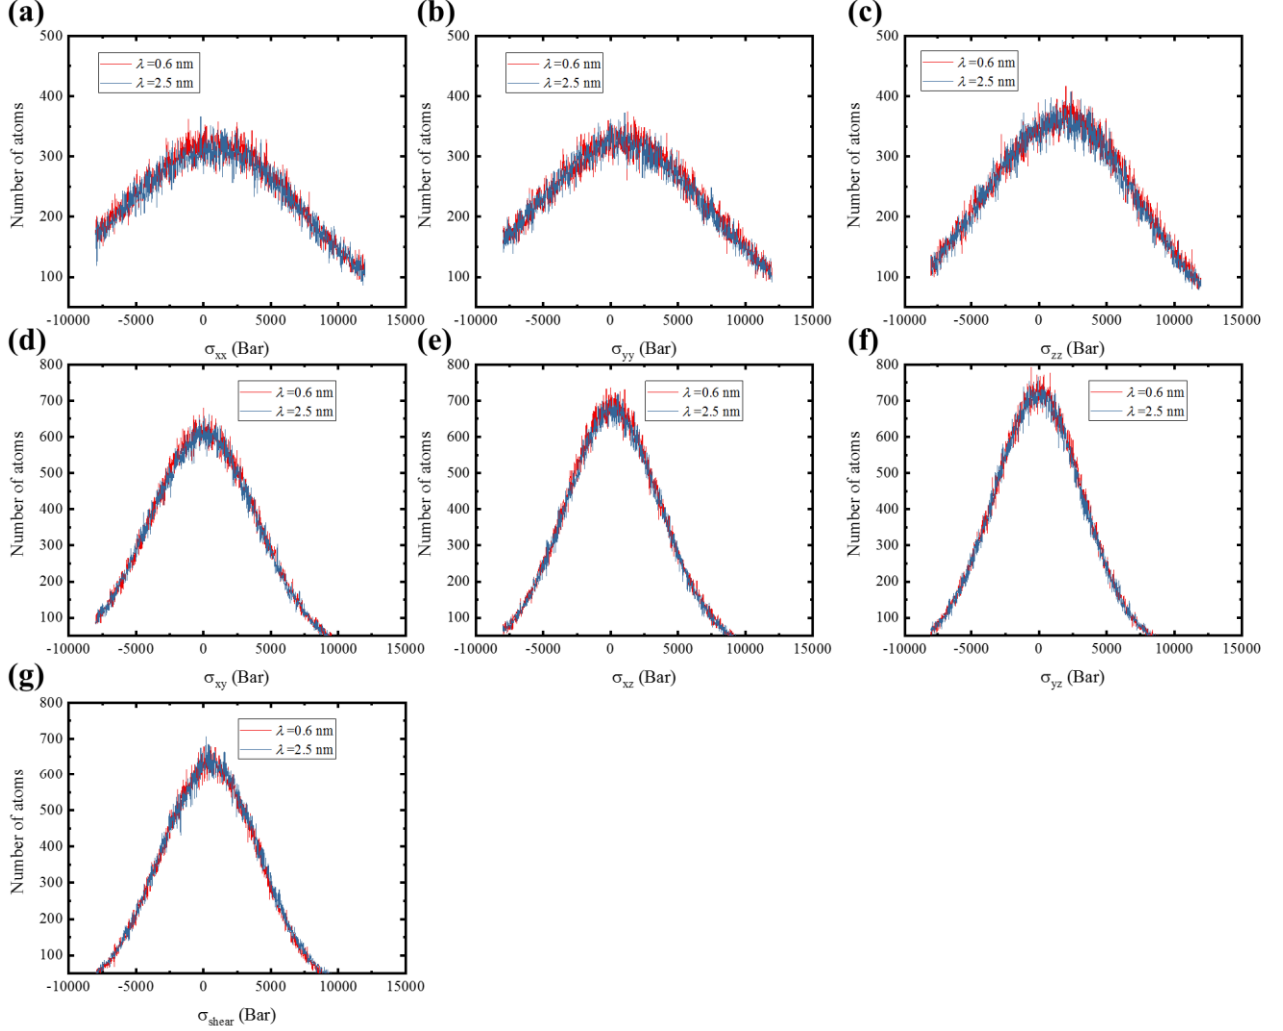 (a)
500
400
300
200
100
Number of atoms
λ=0.6 nm
λ=2.5 nm
-10000 -5000 0 5000 10000 15000
σxx (Bar)
(b)
500
400
300
200
100
Number of atoms
λ=0.6 nm
λ=2.5 nm
-10000 -5000 0 5000 10000 15000
σyy (Bar)
(c)
500
400
300
200
100
Number of atoms
λ=0.6 nm
λ=2.5 nm
-10000 -5000 0 5000 10000 15000
σzz (Bar)
(d)
800
700
600
500
400
300
200
100
Number of atoms
λ=0.6 nm
λ=2.5 nm
-10000 -5000 0 5000 10000 15000
σxy (Bar)
(e)
800
700
600
500
400
300
200
100
Number of atoms
λ=0.6 nm
λ=2.5 nm
-10000 -5000 0 5000 10000 15000
σxz (Bar)
(f)
800
700
600
500
400
300
200
100
Number of atoms
λ=0.6 nm
λ=2.5 nm
-10000 -5000 0 5000 10000 15000
σyz (Bar)
(g)
800
700
600
500
400
300
200
100
Number of atoms
λ=0.6 nm
λ=2.5 nm
-10000 -5000 0 5000 10000 15000
σshear (Bar)